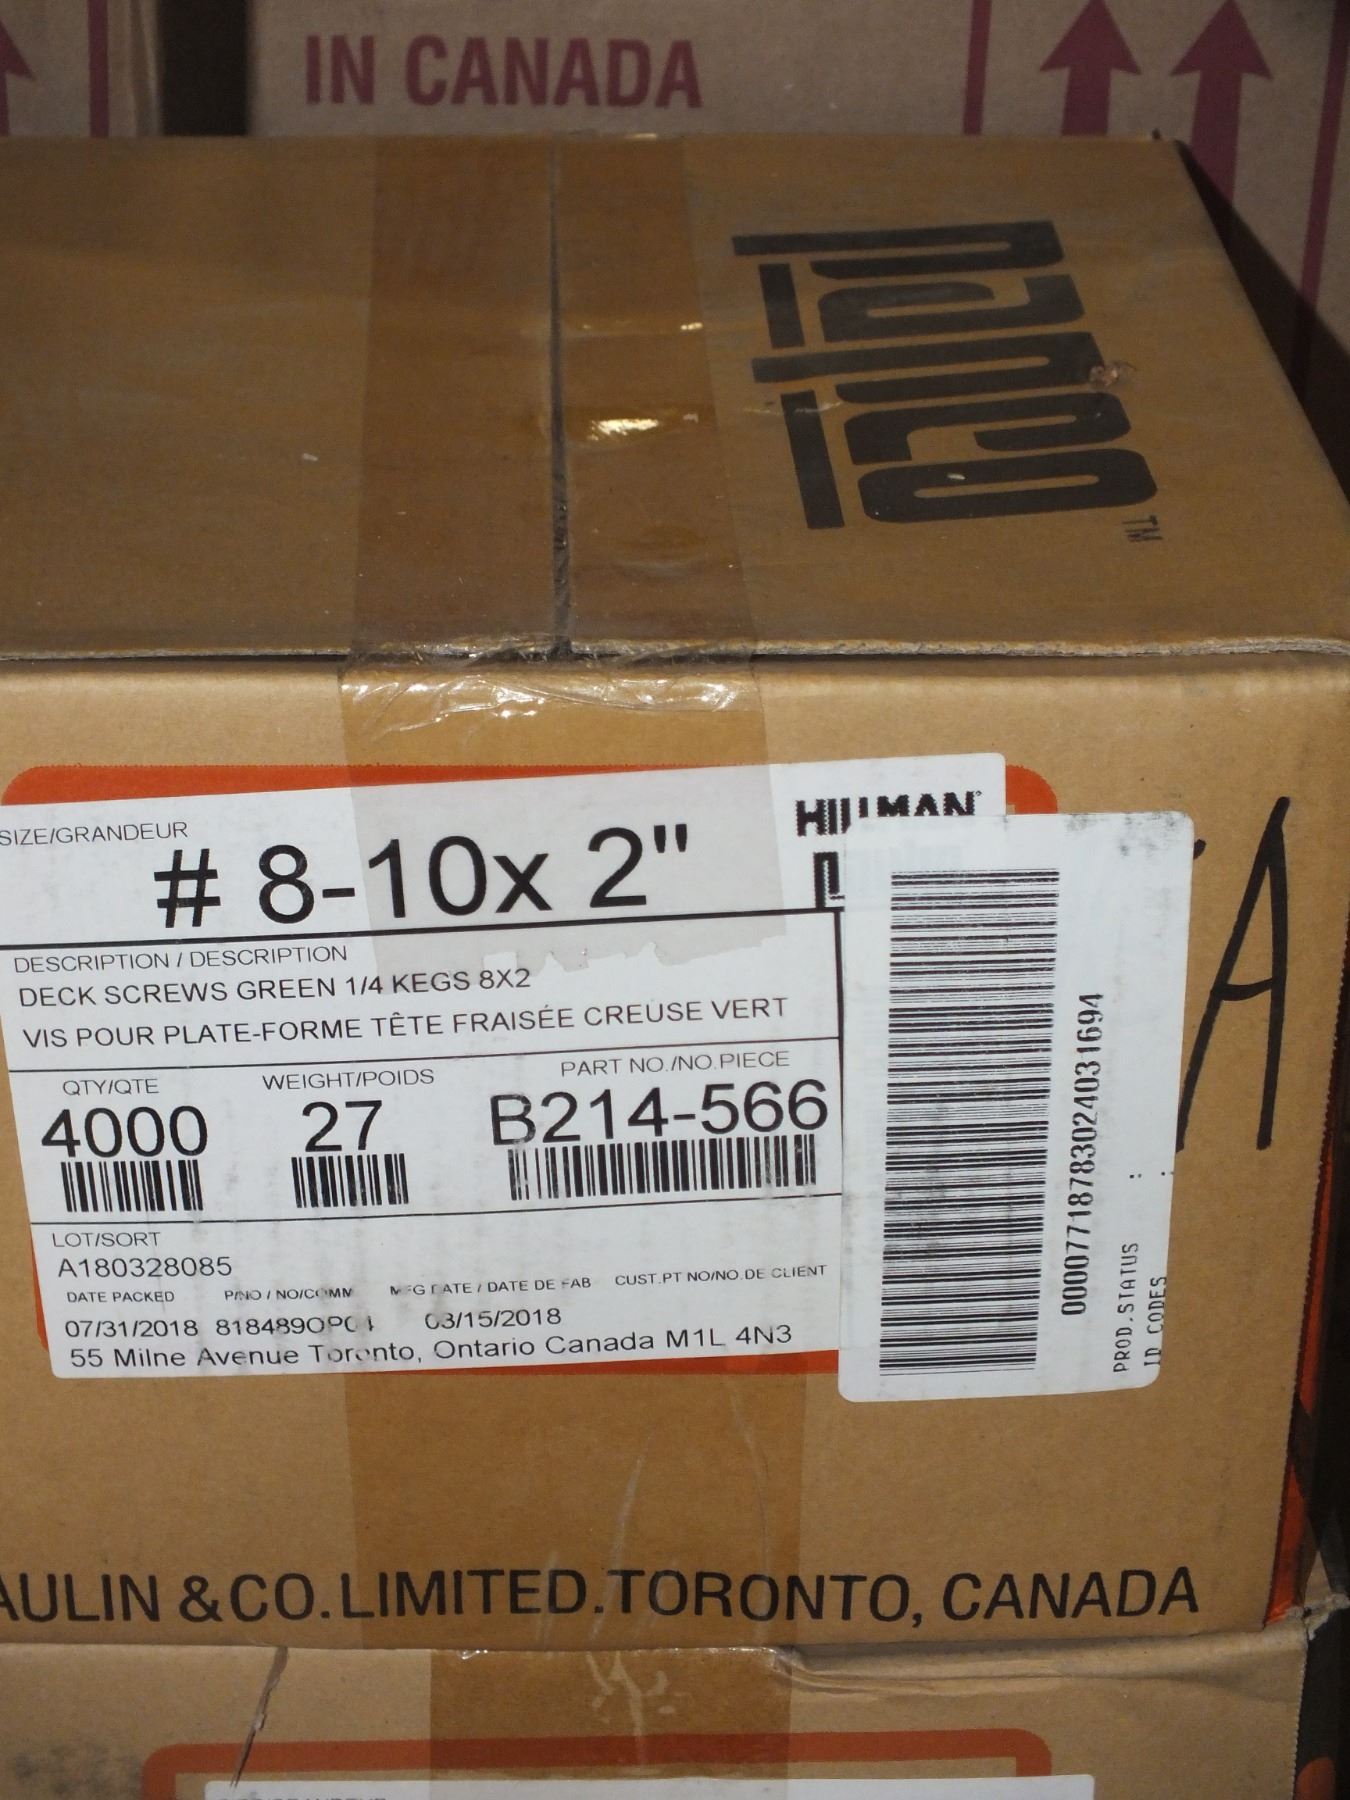 IN CANADA
papco
TM
SIZE/GRANDEUR
# 8-10x 2"
HILLMAN
DESCRIPTION / DESCRIPTION
DECK SCREWS GREEN 1/4 KEGS 8X2
VIS POUR PLATE-FORME TÊTE FRAISÉE CREUSE VERT
QTY/QTE
4000
WEIGHT/POIDS
27
PART NO./NO.PIECE
B214-566
LOT/SORT
A180328085
DATE PACKED
07/31/2018
P/NO / NO/COMM
MFG DATE / DATE DE FAB
03/15/2018
CUST.PT NO/NO.DE CLIENT
55 Milne Avenue Toronto, Ontario Canada M1L 4N3
00007718783024031694
PROD.STATUS :
ID CODES :
A
AULIN & CO. LIMITED. TORONTO, CANADA